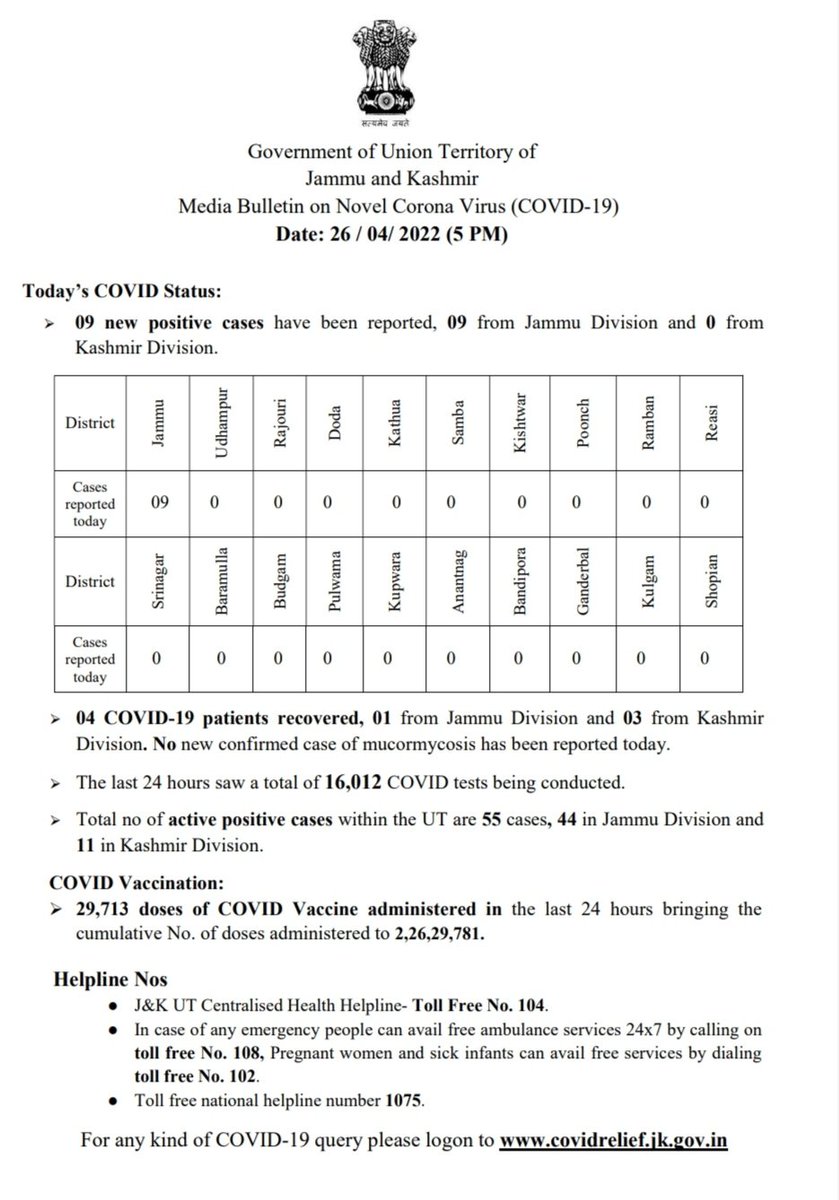 सत्यमेव जयते
Government of Union Territory of
Jammu and Kashmir
Media Bulletin on Novel Corona Virus (COVID-19)
Date: 26 / 04/ 2022 (5 PM)
Today’s COVID Status:
➢ 09 new positive cases have been reported, 09 from Jammu Division and 0 from
Kashmir Division.
District Jammu Udhampur Rajouri Doda Kathua Samba Kishtwar Poonch Ramban Reasi
Cases
reported
today 09 0 0 0 0 0 0 0 0 0
District Srinagar Baramulla Budgam Pulwama Kupwara Anantnag Bandipora Ganderbal Kulgam Shopian
Cases
reported
today 0 0 0 0 0 0 0 0 0 0
➢ 04 COVID-19 patients recovered, 01 from Jammu Division and 03 from Kashmir
Division. No new confirmed case of mucormycosis has been reported today.
➢ The last 24 hours saw a total of 16,012 COVID tests being conducted.
➢ Total no of active positive cases within the UT are 55 cases, 44 in Jammu Division and
11 in Kashmir Division.
COVID Vaccination:
➢ 29,713 doses of COVID Vaccine administered in the last 24 hours bringing the
cumulative No. of doses administered to 2,26,29,781.
Helpline Nos
● J&K UT Centralised Health Helpline- Toll Free No. 104.
● In case of any emergency people can avail free ambulance services 24x7 by calling on
toll free No. 108, Pregnant women and sick infants can avail free services by dialing
toll free No. 102.
● Toll free national helpline number 1075.
For any kind of COVID-19 query please logon to www.covidrelief.jk.gov.in